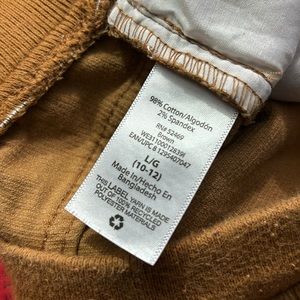 98% Cotton/Algodón
2% Spandex
RN# 52469
Brown
L/G
(10-12)
Made in/Hecho En
Bangladesh
THIS LABEL YARN IS MADE
OUT OF 100% RECYCLED
POLYESTER MATERIALS